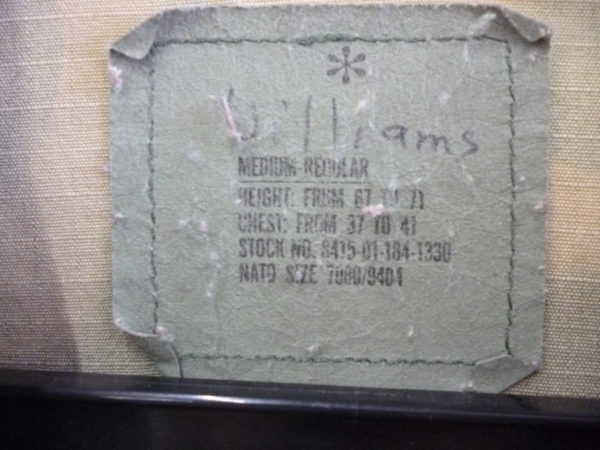 *
Williams
MEDIUM-REGULAR
HEIGHT: FROM 67 TO 71
CHEST: FROM 37 TO 41
STOCK NO. 8415-01-184-1330
NATO SIZE 7080/9404